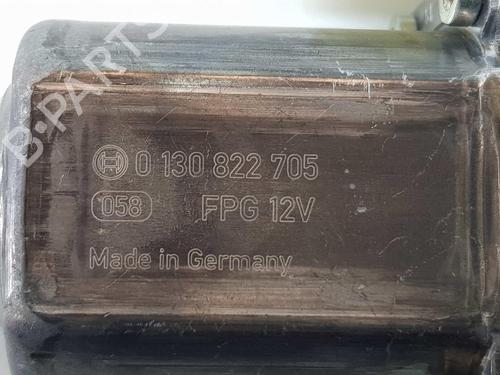 B-PARTS
0 130 822 705
058 FPG 12V
Made in Germany